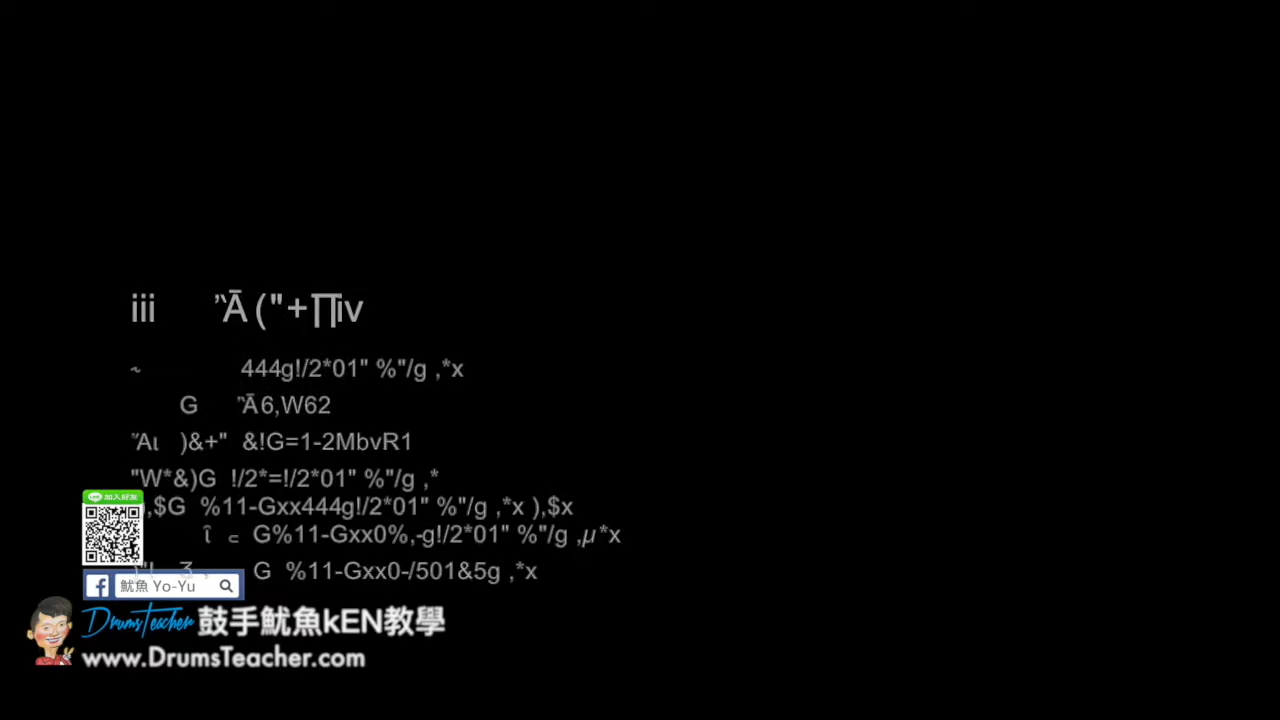 iii ˜Ā ("+∏iv
~ 444g!/2*01" %"/g ,*x
G ˜Ā6,W62
)&+" &!G=1-2MbvR1
"W*&)G !/2*=!/2*01" %"/g ,*
,$G %11-Gxx444g!/2*01" %"/g ,*x ),$x
G%11-Gxx0%,-g!/2*01" %"/g ,µ*x
G %11-Gxx0-/501&5g ,*x
加入好友
魷魚 Yo-Yu
DrumsTeacher 鼓手魷魚kEN教學
www.DrumsTeacher.com